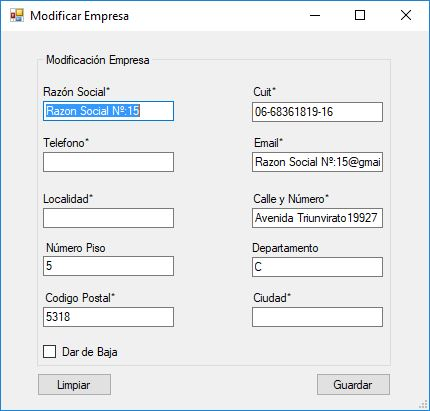 Modificar Empresa
Modificación Empresa
Razón Social* Cuit*
Razon Social Nº:15 06-68361819-16
Telefono* Email*
Razon Social Nº:15@gmai
Localidad* Calle y Número*
Avenida Triunvirato19927
Número Piso Departamento
5 C
Codigo Postal* Ciudad*
5318
Dar de Baja
Limpiar Guardar